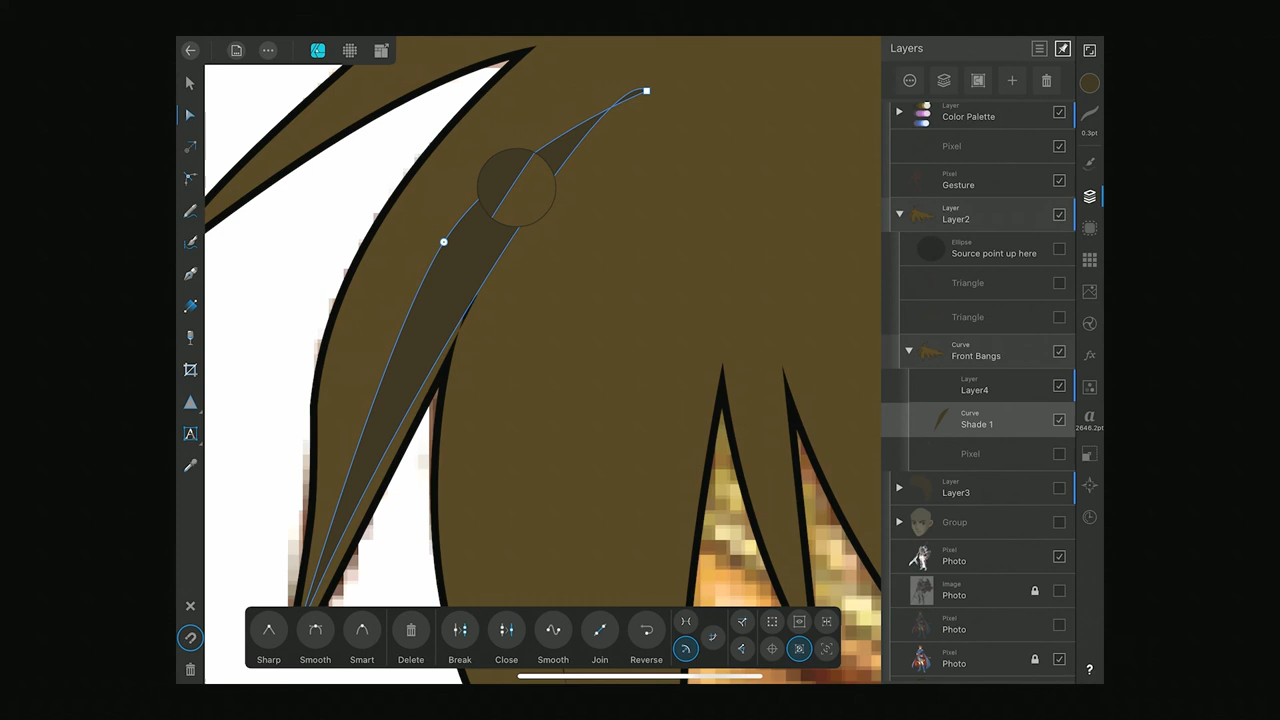 Layers
0.3pt
Layer
Color Palette
Pixel
Pixel
Gesture
Layer
Layer2
Ellipse
Source point up here
Triangle
Triangle
Curve
Front Bangs
Layer
Layer4
Curve
Shade 1
a
2646.2pt
Pixel
Layer
Layer3
Group
Pixel
Photo
Image
Photo
Photo
Pixel
Photo
fx
?
A
Sharp
Smooth
Smart
Delete
Break
Close
Smooth
Join
Reverse